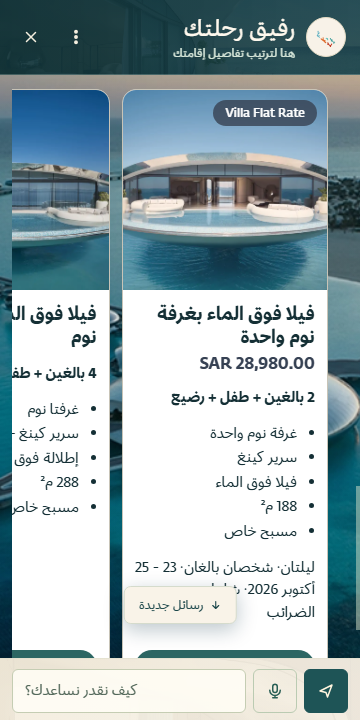 رفيق رحلتك
هنا لترتيب تفاصيل إقامتك
Villa Flat Rate
فيلا فوق الماء بغرفة
نوم واحدة
SAR 28,980.00
2 بالغين + طفل + رضيع
غرفة نوم واحدة
سرير كينغ
فيلا فوق الماء
188 م²
مسبح خاص
ليلتان· شخصان بالغان· 23 - 25
أكتوبر 2026·
الضرائب
فيلا فوق
نوم
4 بالغين +
غرفتا نوم
سرير كينغ
إطلالة فوق
288 م²
مسبح خاص
رسائل جديدة
كيف نقدر نساعدك؟